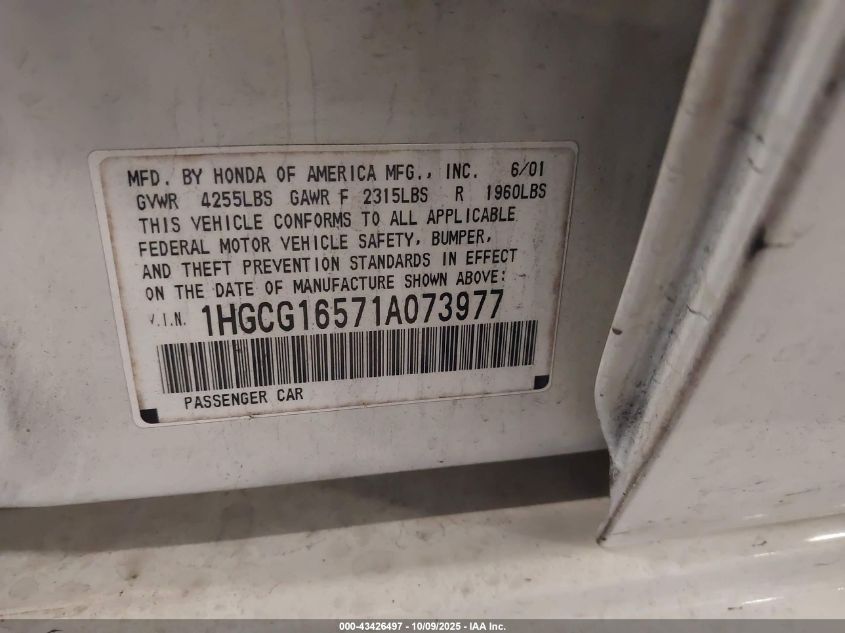 MFD. BY HONDA OF AMERICA MFG., INC. 6/01
GVWR 4255LBS GAWR F 2315LBS R 1960LBS
THIS VEHICLE CONFORMS TO ALL APPLICABLE
FEDERAL MOTOR VEHICLE SAFETY, BUMPER,
AND THEFT PREVENTION STANDARDS IN EFFECT
ON THE DATE OF MANUFACTURE SHOWN ABOVE:
V.I.N. 1HGCG16571A073977
PASSENGER CAR
000-43426497 - 10/09/2025 - IAA Inc.